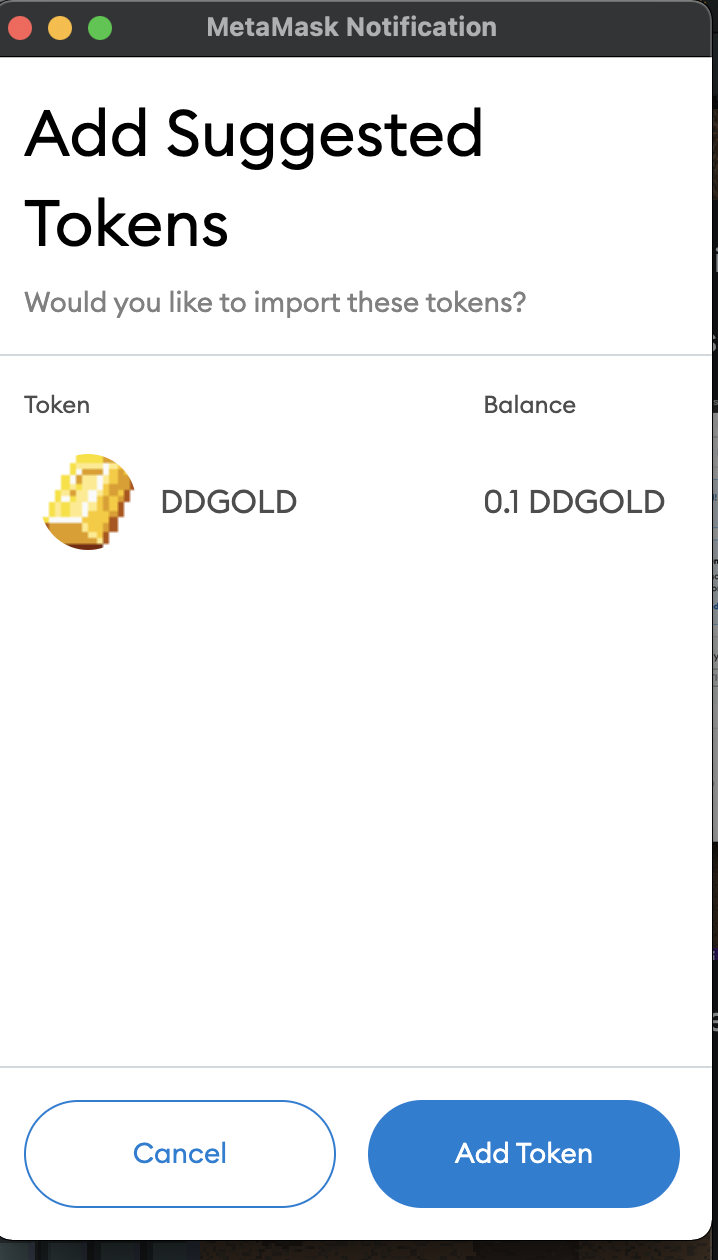 MetaMask Notification
Add Suggested
Tokens
Would you like to import these tokens?
Token Balance
DDGOLD 0.1 DDGOLD
Cancel Add Token